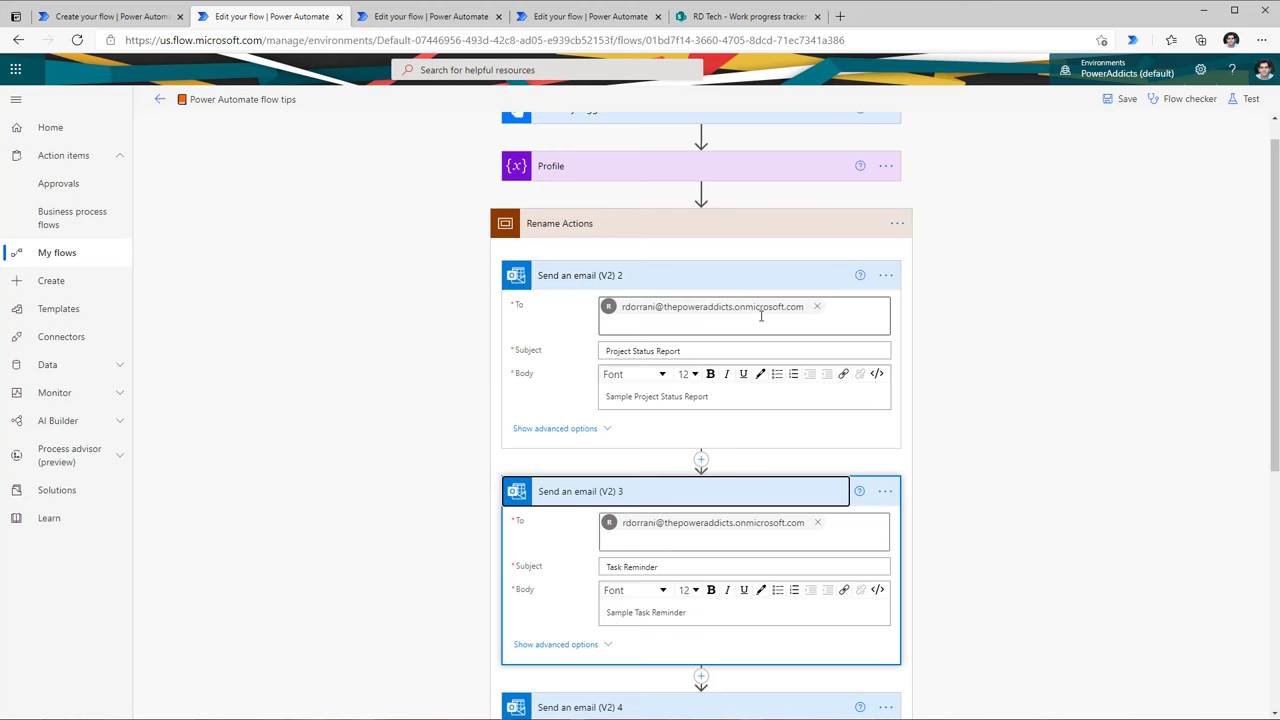 Create your flow | Power Automate
Edit your flow | Power Automate
Edit your flow | Power Automate
Edit your flow | Power Automate
RD Tech - Work progress tracker
https://us.flow.microsoft.com/manage/environments/Default-07446956-493d-42c8-ad05-e939cb52153f/flows/01bd7f14-3660-4705-8dcd-71ec7341a386
Search for helpful resources
Environments
PowerAddicts (default)
Power Automate flow tips
Save
Flow checker
Test
Home
Action items
Approvals
Business process
flows
My flows
Create
Templates
Connectors
Data
Monitor
AI Builder
Process advisor
(preview)
Solutions
Learn
{x} Profile
Rename Actions
Send an email (V2) 2
* To
R rdorrani@thepoweraddicts.onmicrosoft.com
* Subject
Project Status Report
* Body
Font 12 B I U </>
Sample Project Status Report
Show advanced options
Send an email (V2) 3
* To
R rdorrani@thepoweraddicts.onmicrosoft.com
* Subject
Task Reminder
* Body
Font 12 B I U </>
Sample Task Reminder
Show advanced options
Send an email (V2) 4